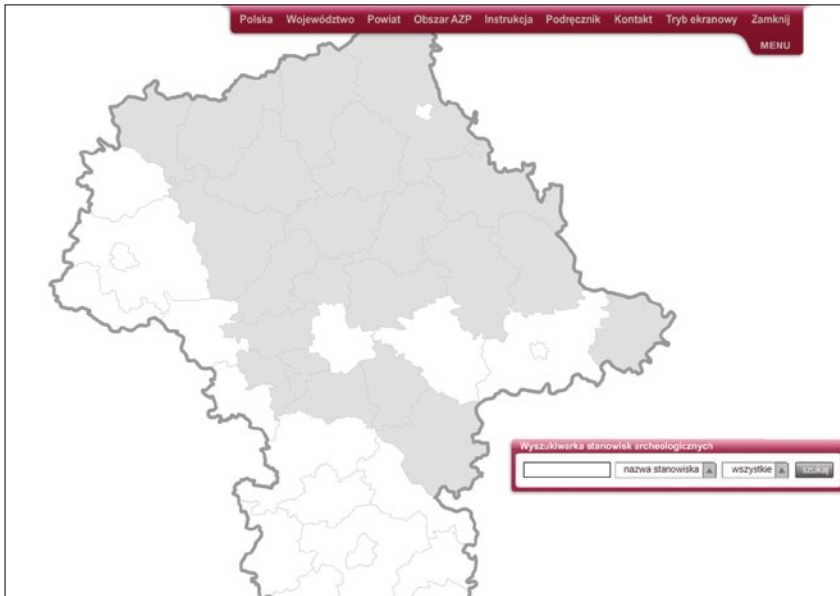 Polska Województwo Powiat Obszar AZP Instrukcja Podręcznik Kontakt Tryb ekranowy Zamknij
MENU
Wyszukiwarka stanowisk archeologicznych
nazwa stanowiska wszystkie szukaj